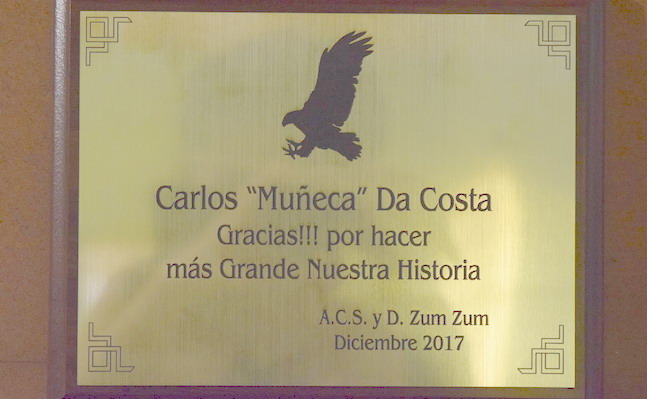 Carlos "Muñeca" Da Costa
Gracias!!! por hacer
más Grande Nuestra Historia
A.C.S. y D. Zum Zum
Diciembre 2017